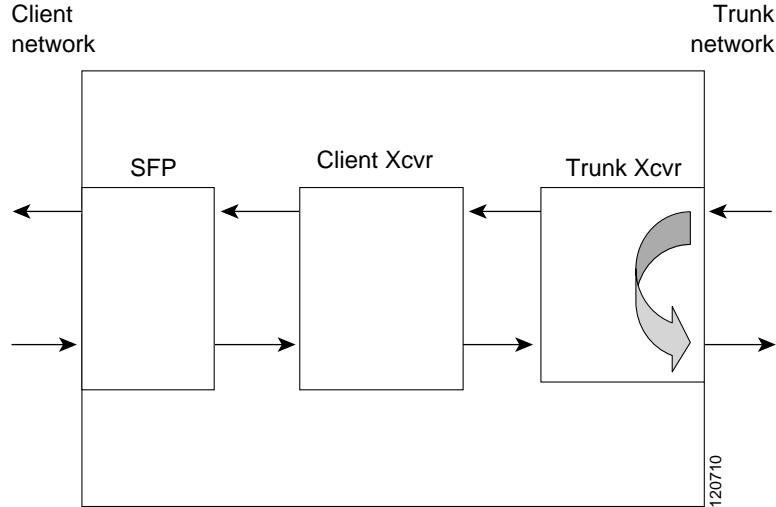 Client
network
Trunk
network
SFP
Client Xcvr
Trunk Xcvr
120710